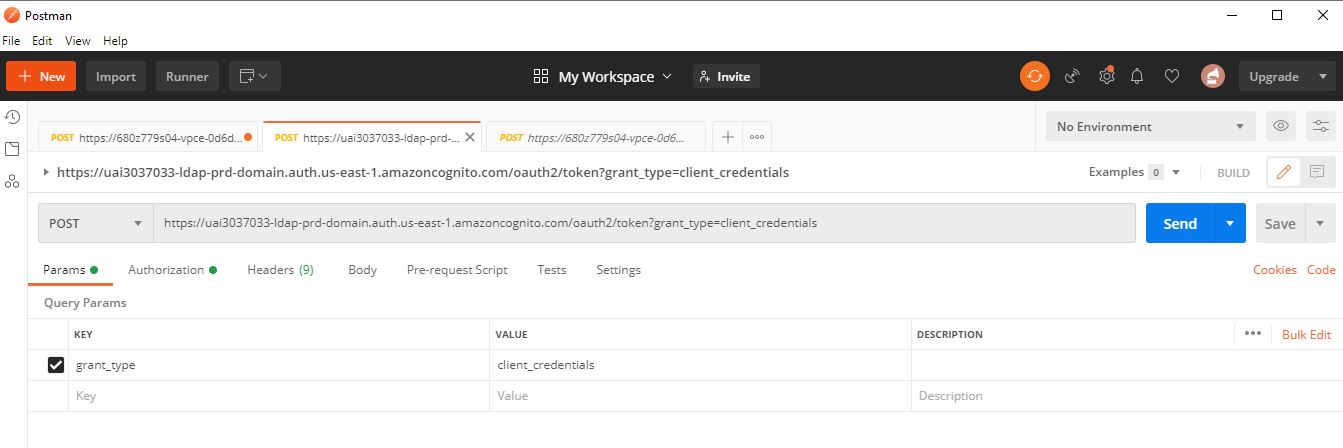 Postman
File Edit View Help
New Import Runner My Workspace Invite Upgrade
POST https://680z779s04-vpce-0d6d... POST https://uai3037033-ldap-prd-... POST https://680z779s04-vpce-0d6... No Environment
https://uai3037033-ldap-prd-domain.auth.us-east-1.amazoncognito.com/oauth2/token?grant_type=client_credentials Examples 0 BUILD
POST https://uai3037033-ldap-prd-domain.auth.us-east-1.amazoncognito.com/oauth2/token?grant_type=client_credentials Send Save
Params Authorization Headers (9) Body Pre-request Script Tests Settings Cookies Code
Query Params
KEY VALUE DESCRIPTION Bulk Edit
grant_type client_credentials
Key Value Description